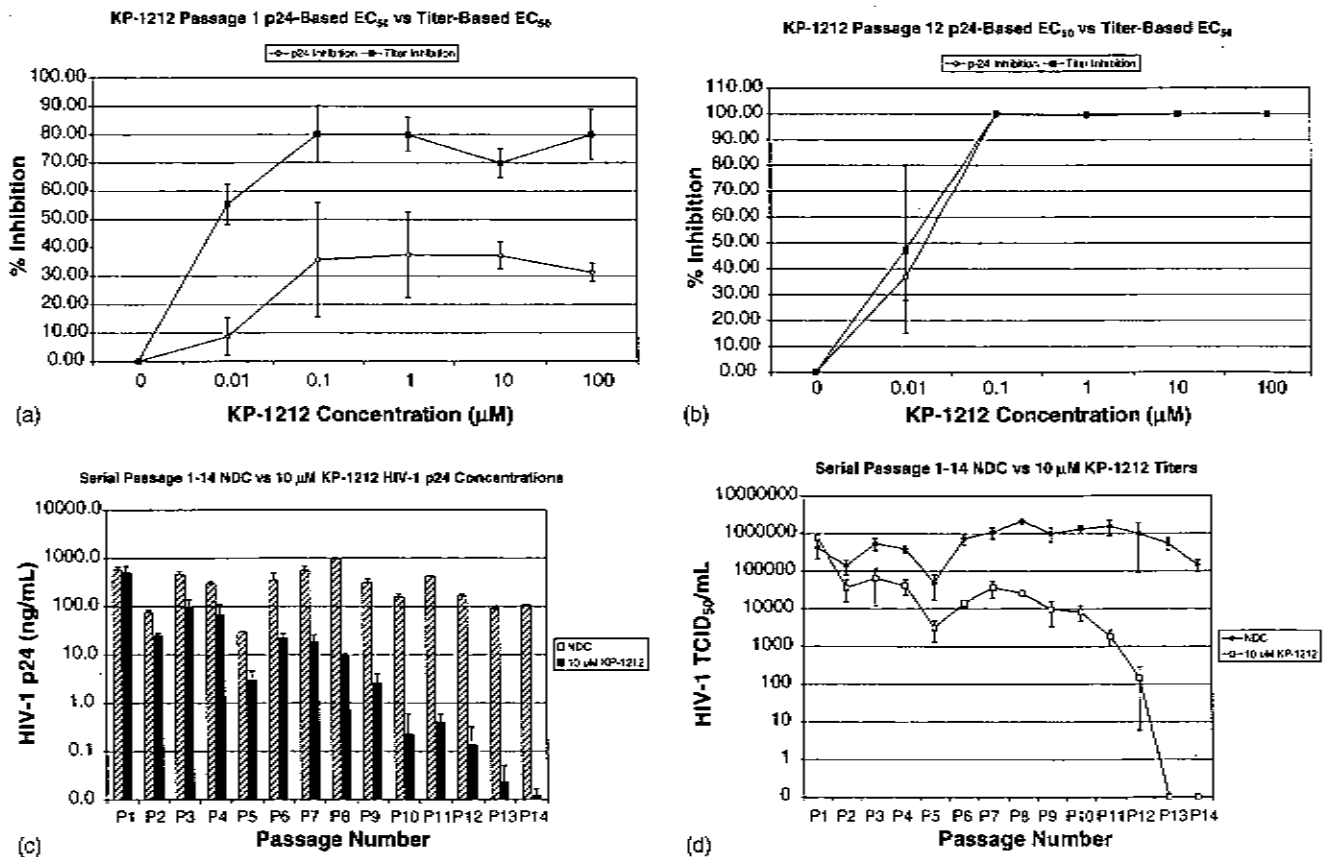 KP-1212 Passage 1 p24-Based EC50 vs Titer-Based EC50
p24 Inhibition Titer Inhibition
100.00
90.00
80.00
70.00
60.00
50.00
40.00
30.00
20.00
10.00
0.00
% Inhibition
0 0.01 0.1 1 10 100
KP-1212 Concentration (µM)
(a)
KP-1212 Passage 12 p24-Based EC50 vs Titer-Based EC50
p-24 Inhibition Titer Inhibition
110.00
100.00
90.00
80.00
70.00
60.00
50.00
40.00
30.00
20.00
10.00
0.00
% Inhibition
0 0.01 0.1 1 10 100
KP-1212 Concentration (µM)
(b)
Serial Passage 1-14 NDC vs 10 µM KP-1212 HIV-1 p24 Concentrations
10000.0
1000.0
100.0
10.0
1.0
0.1
0.0
HIV-1 p24 (ng/mL)
P1 P2 P3 P4 P5 P6 P7 P8 P9 P10 P11 P12 P13 P14
Passage Number
NDC
10 µM KP-1212
(c)
Serial Passage 1-14 NDC vs 10 µM KP-1212 Titers
10000000
1000000
100000
10000
1000
100
10
1
0
HIV-1 TCID50/mL
P1 P2 P3 P4 P5 P6 P7 P8 P9 P10 P11 P12 P13 P14
Passage Number
NDC
10 µM KP-1212
(d)